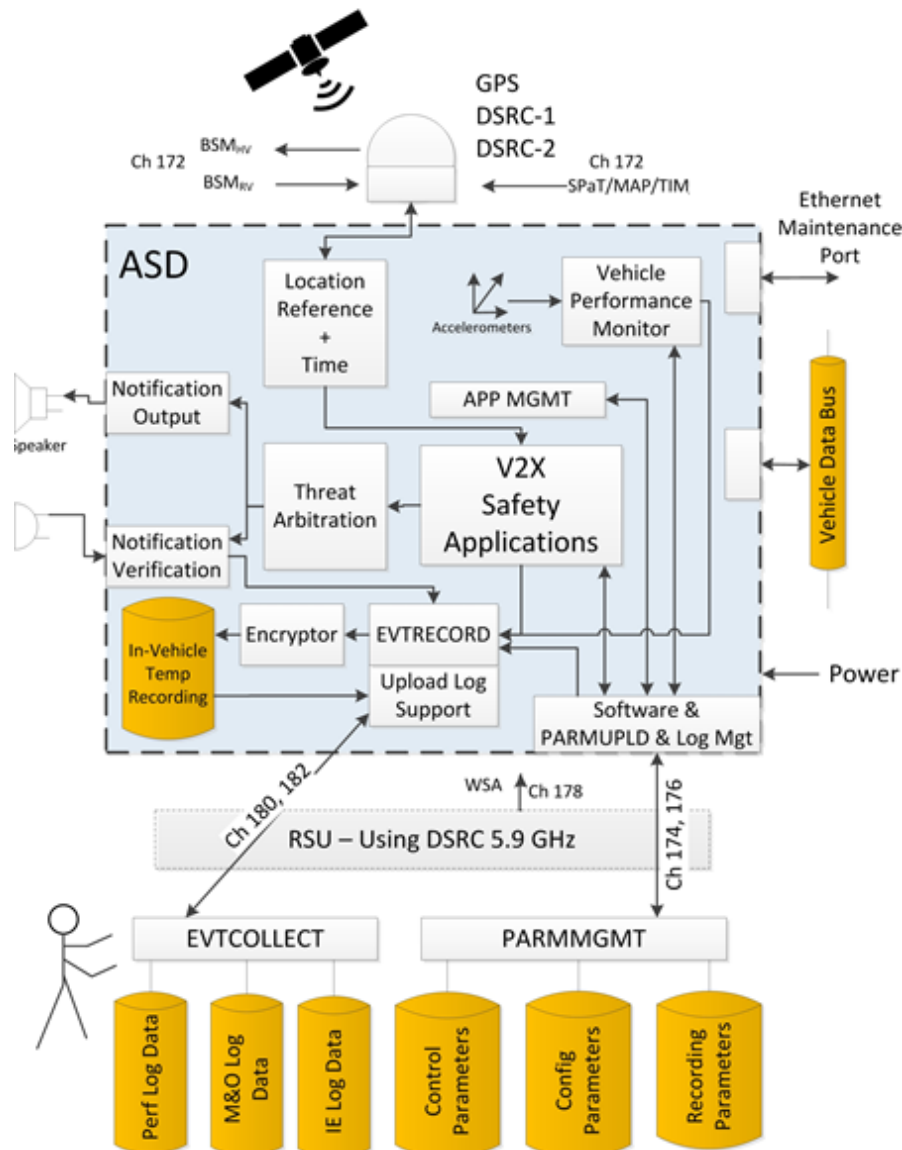 GPS
DSRC-1
DSRC-2
Ch 172
BSMHV
BSMRV
Ch 172
SPaT/MAP/TIM
Ethernet
Maintenance
Port
ASD
Location
Reference
+
Time
Accelerometers
Vehicle
Performance
Monitor
Notification
Output
Speaker
APP MGMT
V2X
Safety
Applications
Threat
Arbitration
Vehicle Data Bus
Notification
Verification
In-Vehicle
Temp
Recording
Encryptor
EVTRECORD
Upload Log
Support
Software &
PARMUPLD & Log Mgt
Power
Ch 180, 182
WSA
Ch 178
Ch 174, 176
RSU – Using DSRC 5.9 GHz
EVTCOLLECT
PARMMGMT
Perf Log Data
M&O Log
Data
IE Log Data
Control
Parameters
Config
Parameters
Recording
Parameters